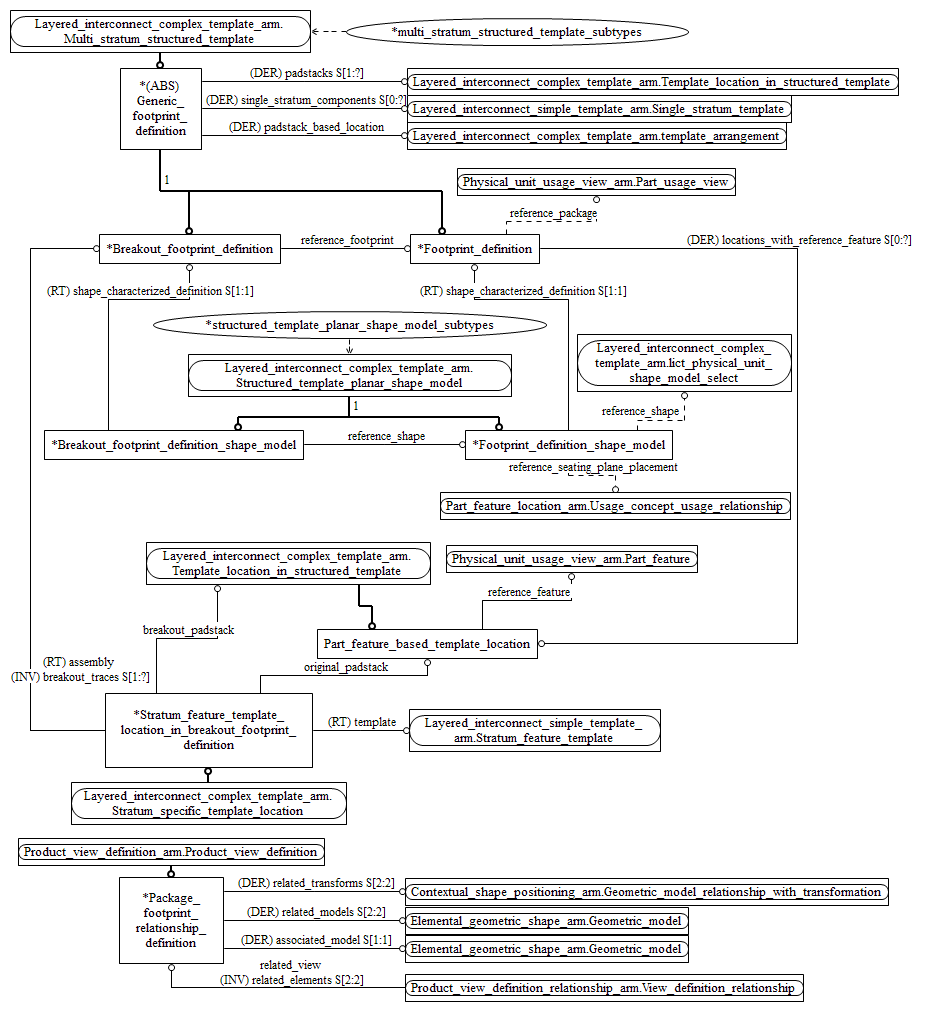 Layered_interconnect_complex_template_arm.
Multi_stratum_structured_template
*multi_stratum_structured_template_subtypes
*(ABS)
Generic_
footprint_
definition
(DER) padstacks S[1:?]
Layered_interconnect_complex_template_arm.Template_location_in_structured_template
(DER) single_stratum_components S[0:?]
Layered_interconnect_simple_template_arm.Single_stratum_template
(DER) padstack_based_location
Layered_interconnect_complex_template_arm.template_arrangement
1
Physical_unit_usage_view_arm.Part_usage_view
reference_package
*Breakout_footprint_definition
reference_footprint
*Footprint_definition
(DER) locations_with_reference_feature S[0:?]
(RT) shape_characterized_definition S[1:1]
(RT) shape_characterized_definition S[1:1]
*structured_template_planar_shape_model_subtypes
Layered_interconnect_complex_template_arm.
Structured_template_planar_shape_model
Layered_interconnect_complex_
template_arm.lict_physical_unit_
shape_model_select
1
reference_shape
*Breakout_footprint_definition_shape_model
reference_shape
*Footprint_definition_shape_model
reference_seating_plane_placement
Part_feature_location_arm.Usage_concept_usage_relationship
Layered_interconnect_complex_template_arm.
Template_location_in_structured_template
Physical_unit_usage_view_arm.Part_feature
reference_feature
breakout_padstack
Part_feature_based_template_location
original_padstack
(RT) assembly
(INV) breakout_traces S[1:?]
*Stratum_feature_template_
location_in_breakout_footprint_
definition
(RT) template
Layered_interconnect_simple_template_
arm.Stratum_feature_template
Layered_interconnect_complex_template_arm.
Stratum_specific_template_location
Product_view_definition_arm.Product_view_definition
*Package_
footprint_
relationship_
definition
(DER) related_transforms S[2:2]
Contextual_shape_positioning_arm.Geometric_model_relationship_with_transformation
(DER) related_models S[2:2]
Elemental_geometric_shape_arm.Geometric_model
(DER) associated_model S[1:1]
Elemental_geometric_shape_arm.Geometric_model
related_view
(INV) related_elements S[2:2]
Product_view_definition_relationship_arm.View_definition_relationship